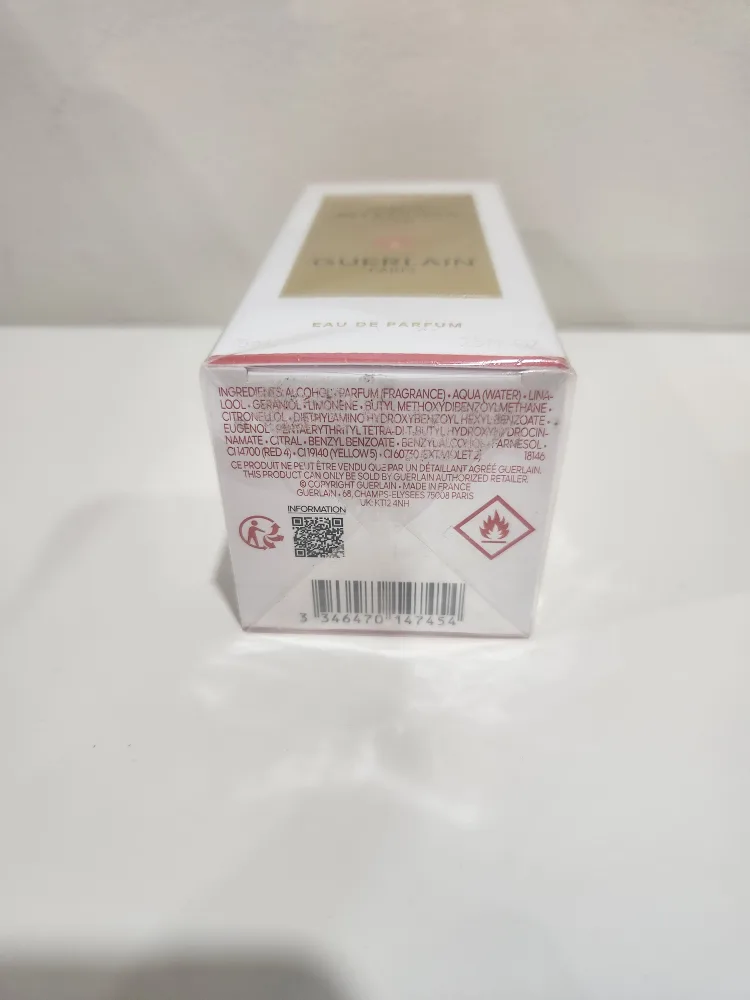 GUERLAIN
PARIS
EAU DE PARFUM
INGREDIENTS: ALCOHOL • PARFUM (FRAGRANCE) • AQUA (WATER) • LINA-
LOOL • GERANIOL • LIMONENE • BUTYL METHOXYDIBENZOYLMETHANE •
CITRONELLOL • DIETHYLAMINO HYDROXYBENZOYL HEXYL BENZOATE •
EUGENOL • PENTAERYTHRITYL TETRA-DI-T-BUTYL HYDROXYHYDROCIN-
NAMATE • CITRAL • BENZYL BENZOATE • BENZYL ALCOHOL • FARNESOL •
CI 14700 (RED 4) • CI 19140 (YELLOW 5) • CI 60730 (EXT. VIOLET 2) 18146
CE PRODUIT NE PEUT ÊTRE VENDU QUE PAR UN DÉTAILLANT AGRÉÉ GUERLAIN.
THIS PRODUCT CAN ONLY BE SOLD BY GUERLAIN AUTHORIZED RETAILER.
© COPYRIGHT GUERLAIN • MADE IN FRANCE
GUERLAIN • 68, CHAMPS-ELYSEES 75008 PARIS
UK: KT12 4NH
INFORMATION
3 346470 147454